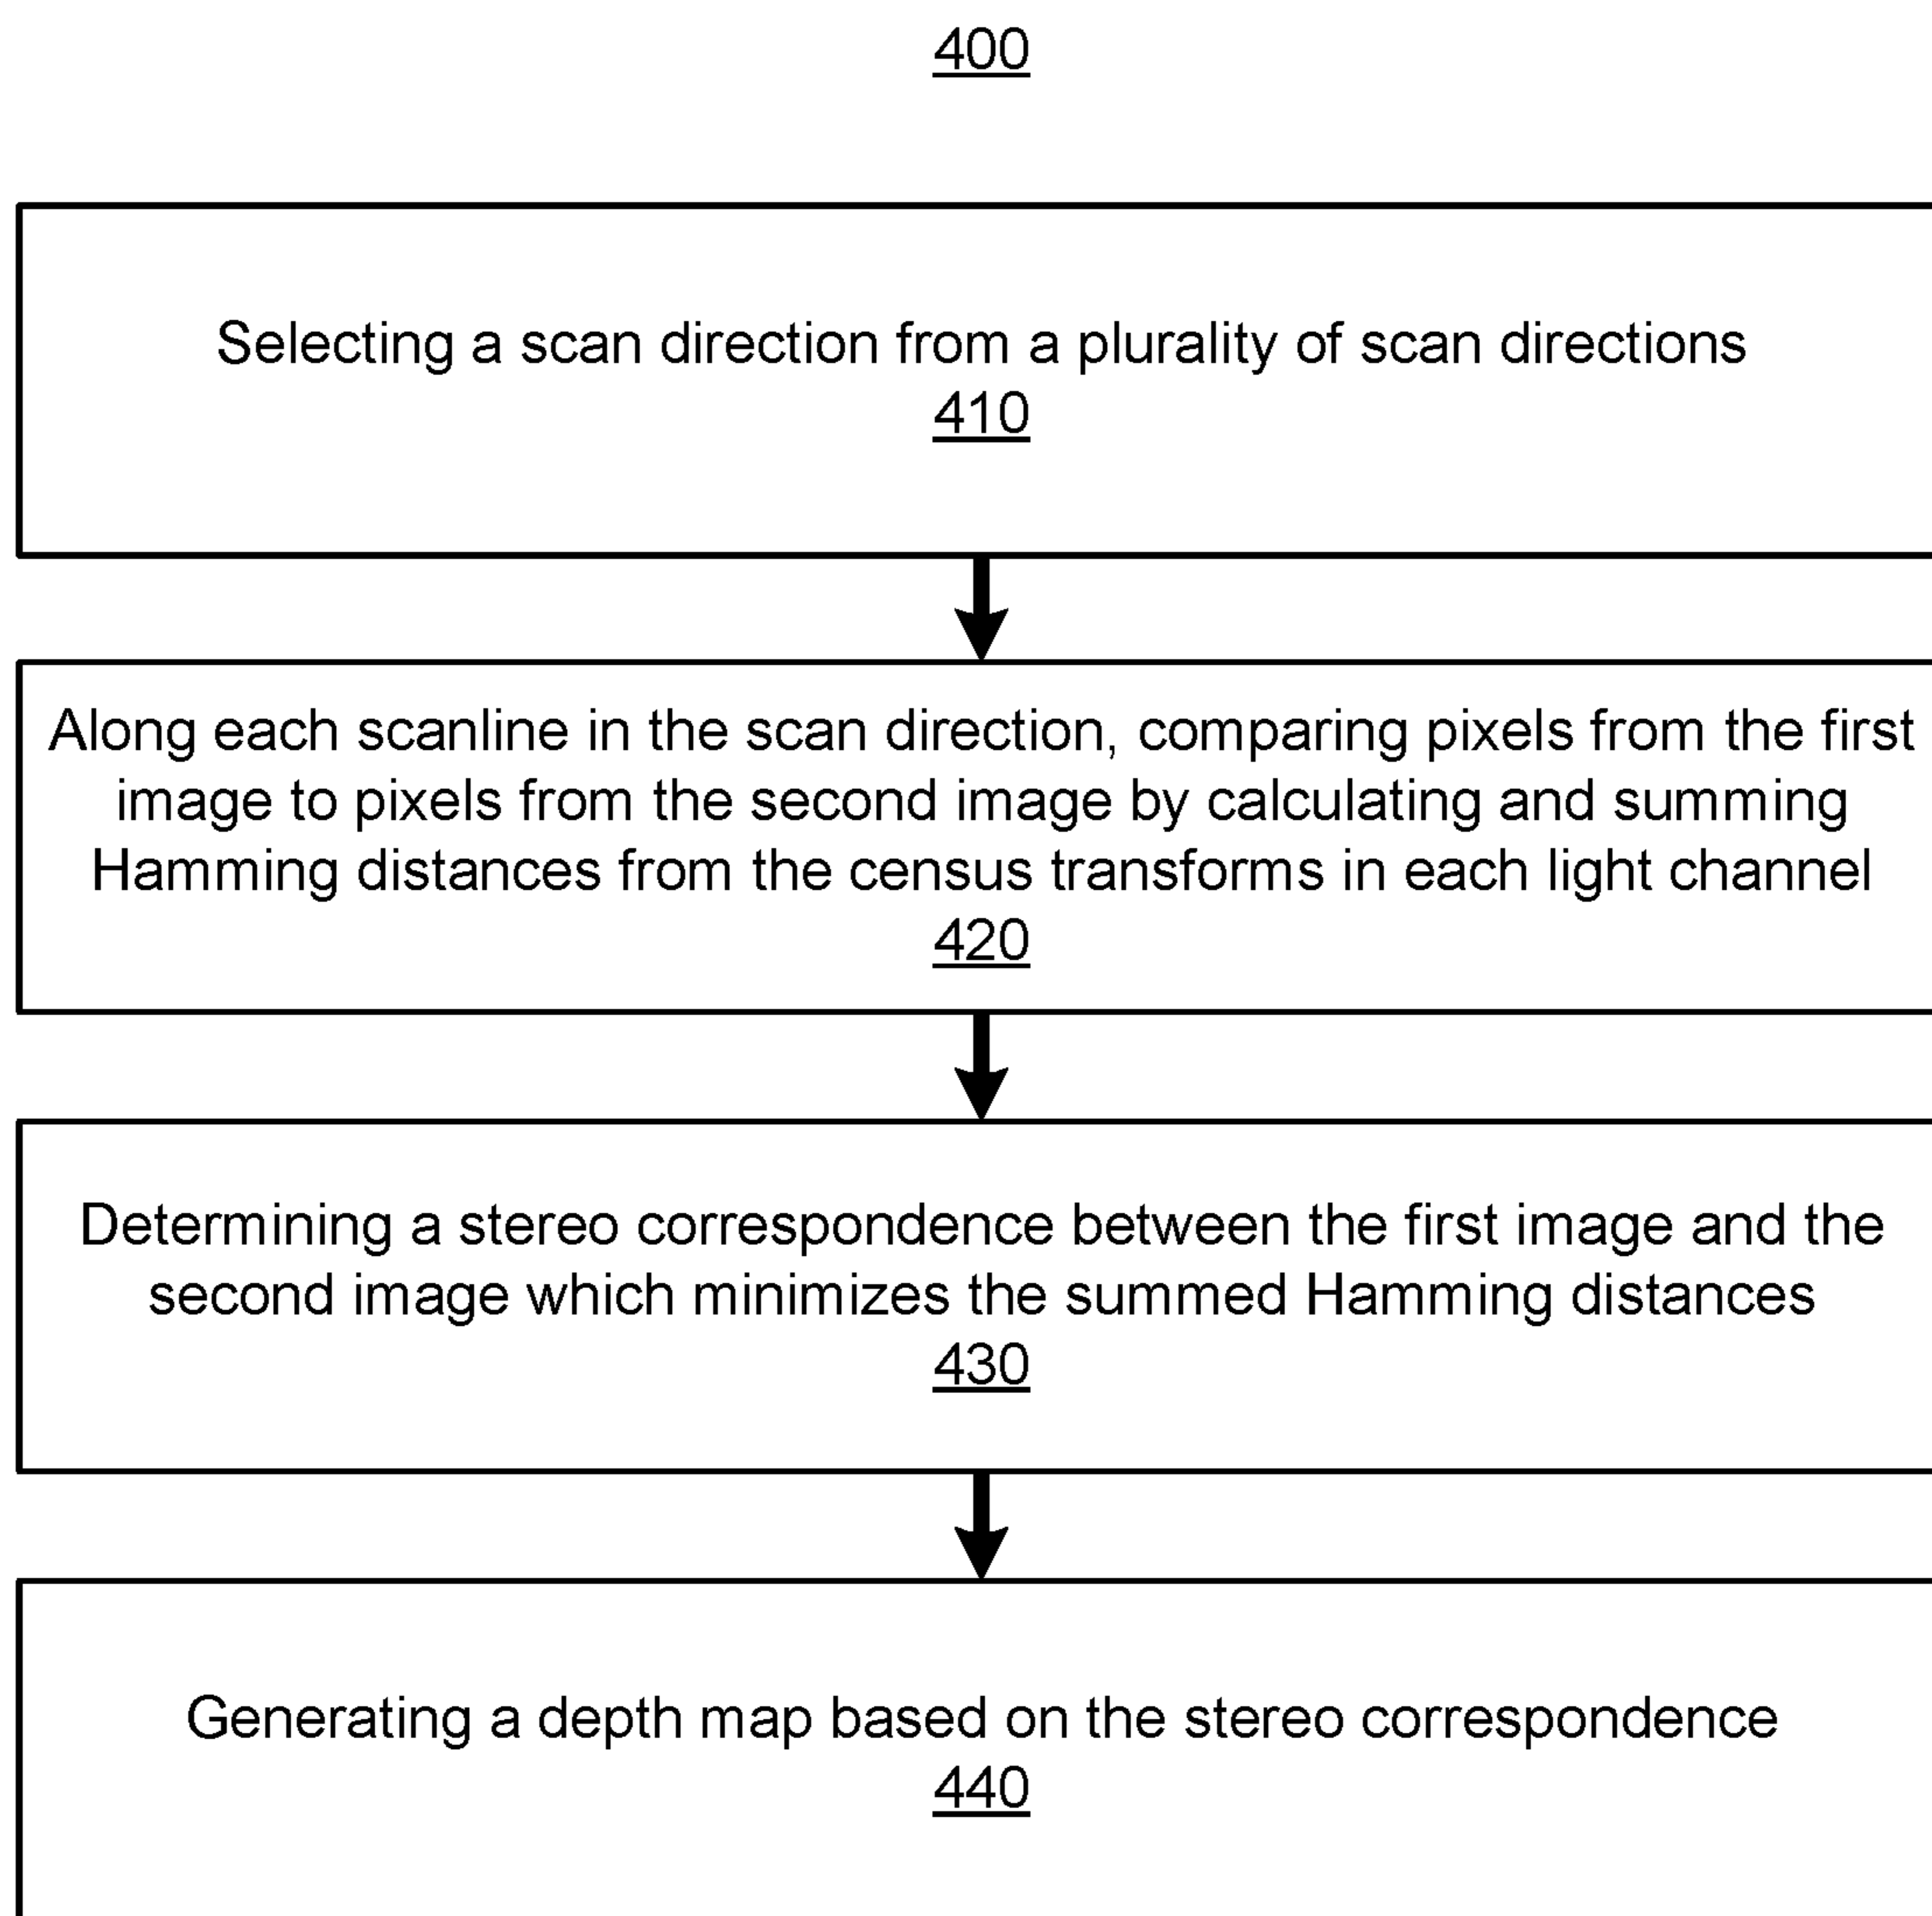 400
Selecting a scan direction from a plurality of scan directions
410
Along each scanline in the scan direction, comparing pixels from the first
image to pixels from the second image by calculating and summing
Hamming distances from the census transforms in each light channel
420
Determining a stereo correspondence between the first image and the
second image which minimizes the summed Hamming distances
430
Generating a depth map based on the stereo correspondence
440